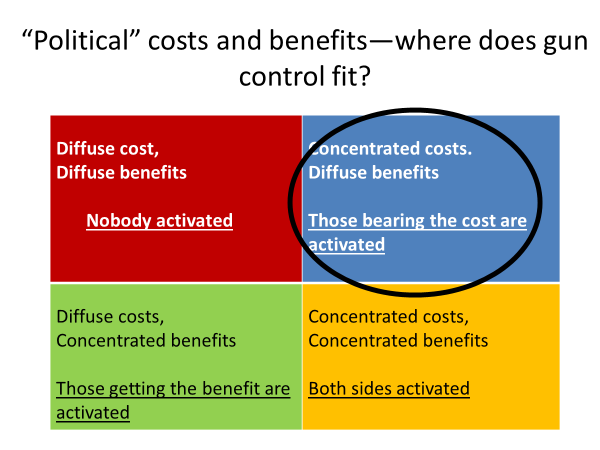 “Political” costs and benefits—where does gun
control fit?
Diffuse cost,
Diffuse benefits
Nobody activated
Concentrated costs.
Diffuse benefits
Those bearing the cost are
activated
Diffuse costs,
Concentrated benefits
Those getting the benefit are
activated
Concentrated costs,
Concentrated benefits
Both sides activated